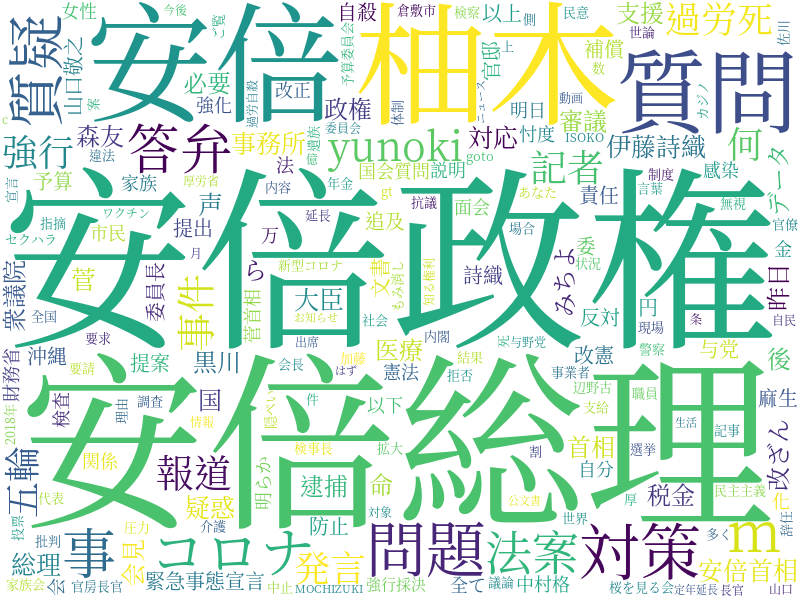 女性
今後
ご覧
自殺
倉敷市
検察
以上
側
民意
支援
過労死
質疑
安倍
柚木
質問
山口敬之
案
必要
改正
予算委員会
官邸
上
世論
補償
数
佐川
カジノ
強化
過労自殺
政権
体制
ニュース
明日
動画
森友
違法
事務所
委員会
御遺族
対応
忖度
ISOKO
審議
何
強行
答弁
yunoki
goto
伊藤詩織
データ
予算
宣言
家族
厚労省
法
内容
年金
国会質問
説明
記者
責任
感染
制度
言葉
無視
官僚
指摘
ワクチン
声
延長
gt
抗議
面会
あなた
場合
委
金
セクハラ
市民
提出
月
万
追及
安倍政権
衆議院
菅
委員長
事件
新型コロナ
ら
菅首相
大臣
お知らせ
文書
もみ消し
知る権利
詩織
状況
みちよ
反対
円
昨日
条
自民
全国
財務省
沖縄
要求
要請
提案
黒川
会長
出席
社会
加藤
はず
医療
内閣
死
与野党
結果
拒否
改憲
事業者
現場
警察
与党
後
2018年
検査
理由
調査
国
情報
件
隠ぺい
以下
憲法
安倍総理
辺野古
支給
職員
麻生
改ざん
五輪
関係
報道
検事長
拡大
明らか
割
首相
自分
選挙
記事
生活
代表
疑惑
逮捕
命
公文書
厚
税金
民主主義
化
投票
批判
圧力
介護
防止
対象
世界
辞任
総理
事
会見
コロナ
発言
問題
法案
対策
m
多く
安倍首相
家族会
会
官房長官
緊急事態宣言
中止
MOCHIZUKI
強行採決
全て
議論
中村格
桜を見る会
定年延長
長官
山口
C